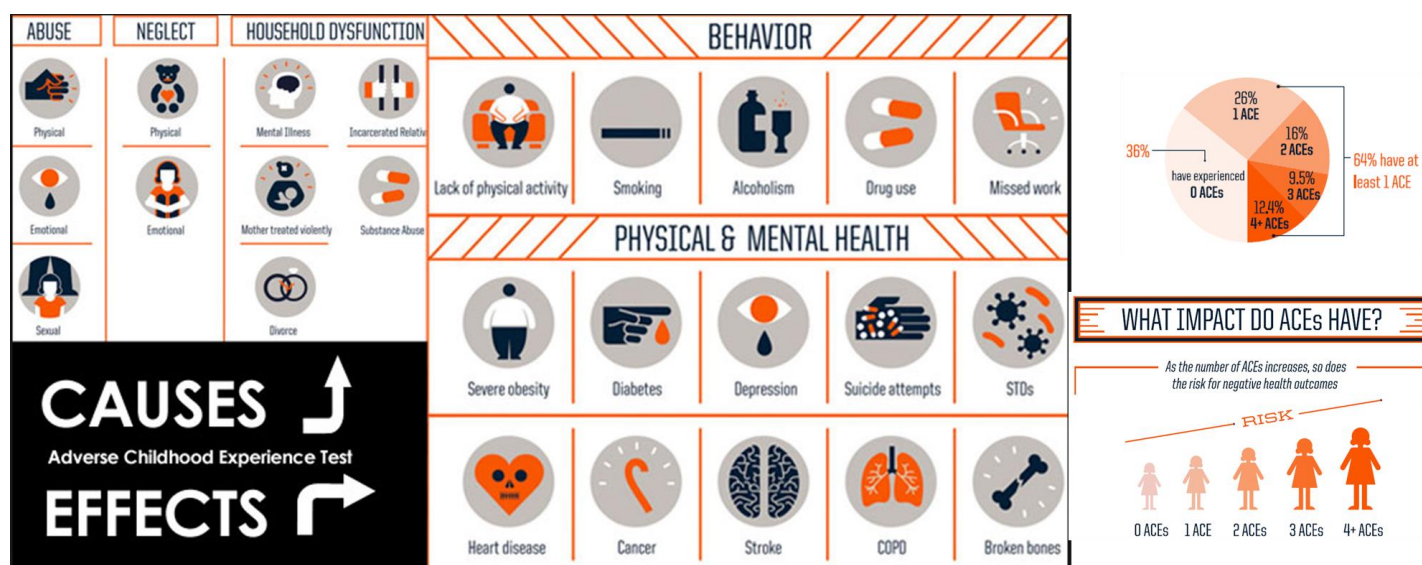 ABUSE
NEGLECT
HOUSEHOLD DYSFUNCTION
Physical
Physical
Mental Illness
Incarcerated Relativ
Emotional
Emotional
Mother treated violently
Substance Abuse
Sexual
Divorce
CAUSES
Adverse Childhood Experience Test
EFFECTS
BEHAVIOR
Lack of physical activity
Smoking
Alcoholism
Drug use
Missed work
PHYSICAL & MENTAL HEALTH
Severe obesity
Diabetes
Depression
Suicide attempts
STDs
Heart disease
Cancer
Stroke
COPD
Broken bones
26%
1 ACE
16%
2 ACEs
9.5%
3 ACEs
12.4%
4+ ACEs
36%
have experienced
0 ACEs
64% have at
least 1 ACE
WHAT IMPACT DO ACEs HAVE?
As the number of ACEs increases, so does
the risk for negative health outcomes
RISK
0 ACEs
1 ACE
2 ACEs
3 ACEs
4+ ACEs